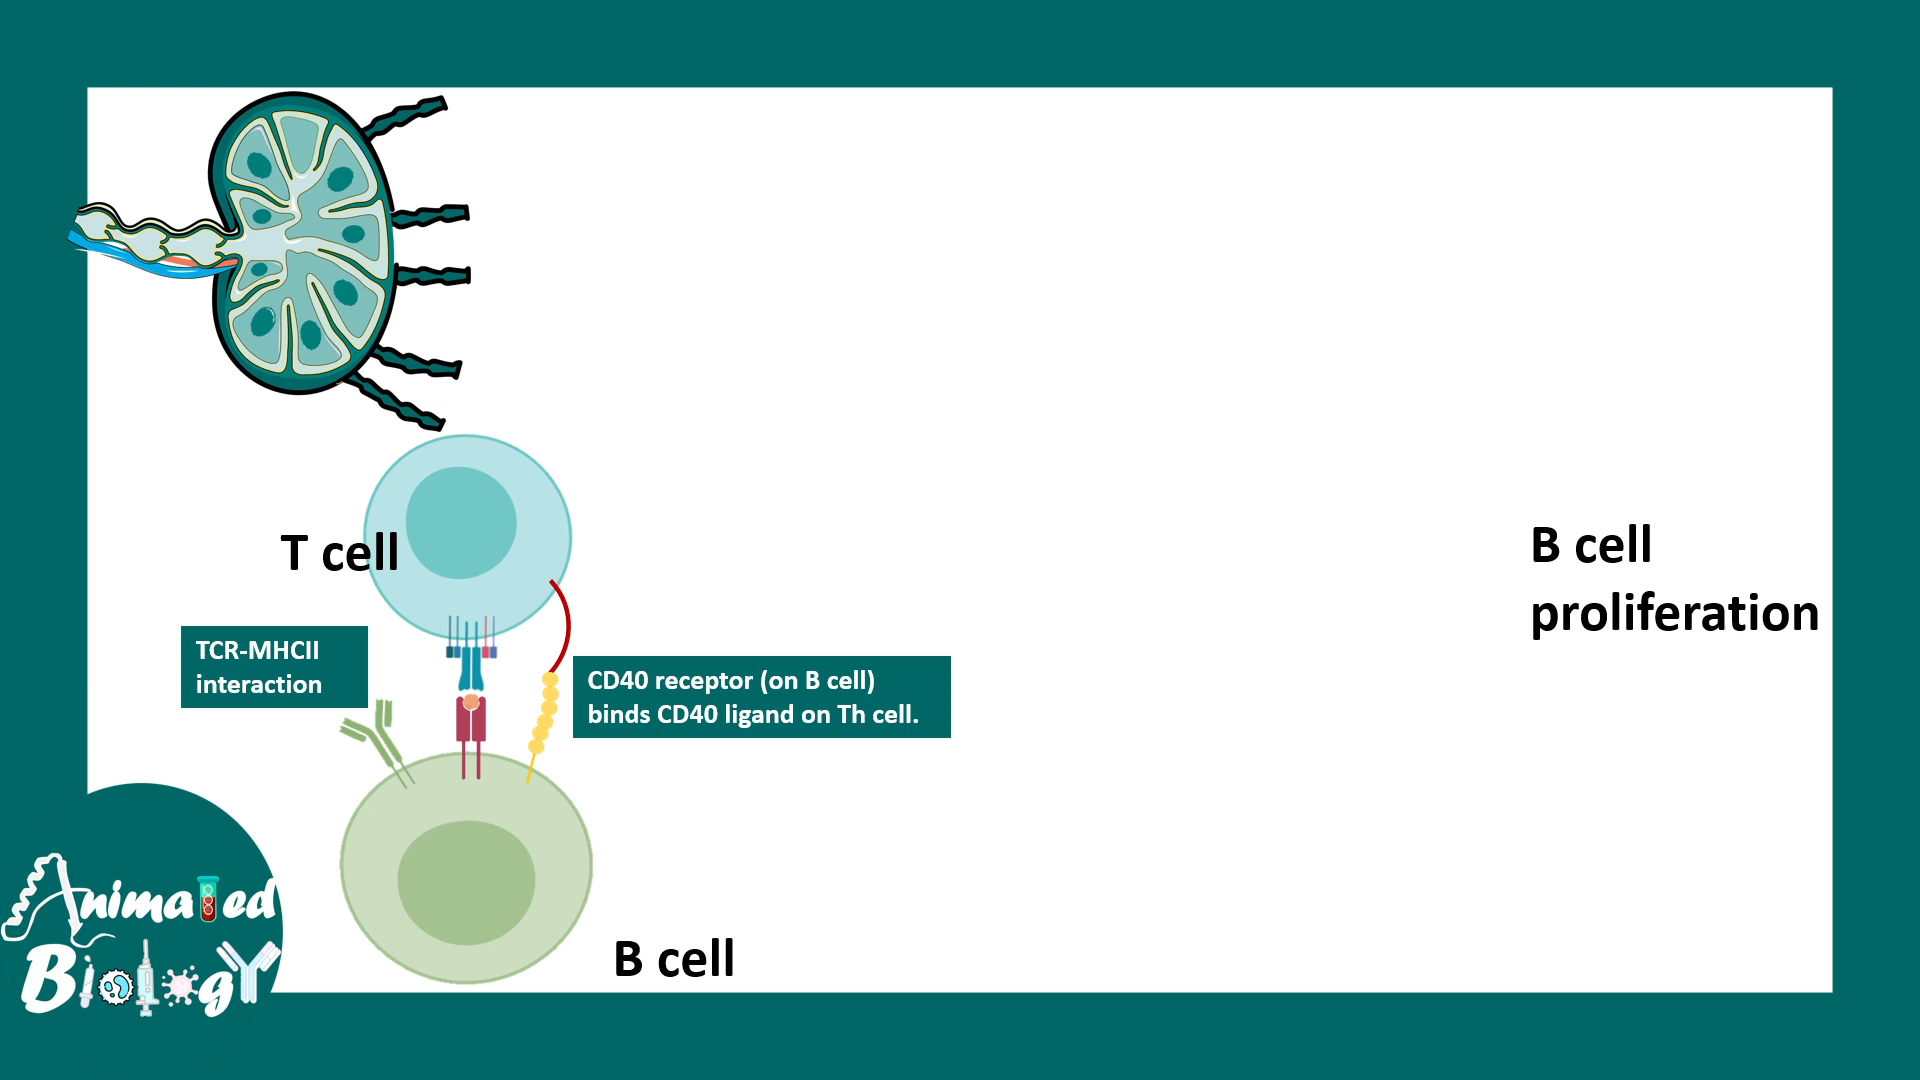 T cell
TCR-MHCII
interaction
CD40 receptor (on B cell)
binds CD40 ligand on Th cell.
B cell
B cell
proliferation
Animated
Biology